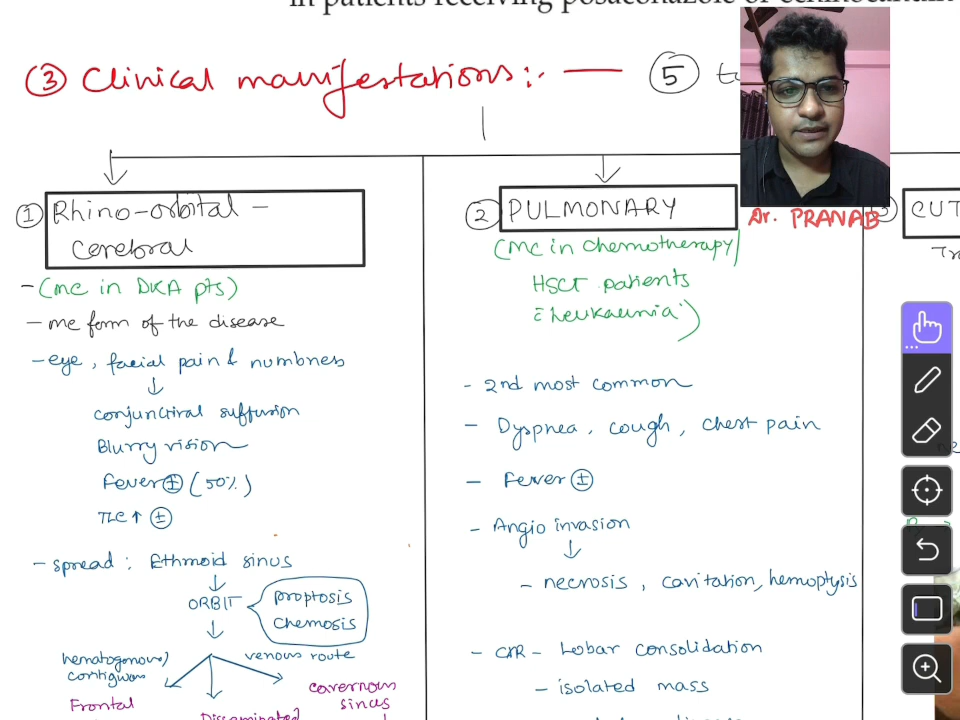 in patients receiving posaconazole or echinocandin
③ Clinical manifestations:-
⑤
① Rhino-orbital -
Cerebral
- (MC in DKA pts)
- MC form of the disease
- eye, facial pain & numbness
↓
conjunctival suffusion
Blurry vision
Fever ± (50%)
TLC ↑ ±
- spread : Ethmoid sinus
↓
ORBIT
proptosis
chemosis
↓
hematogenous/
contiguous
venous route
Frontal
Disseminated
cavernous
sinus
② PULMONARY
(MC in chemotherapy/
HSCT patients
Leukaemia)
- 2nd most common
- Dyspnea, cough, chest pain
- Fever ±
- Angio invasion
↓
- necrosis, cavitation, hemoptysis
- CXR - Lobar consolidation
- isolated mass
Dr. PRANAB
CUT